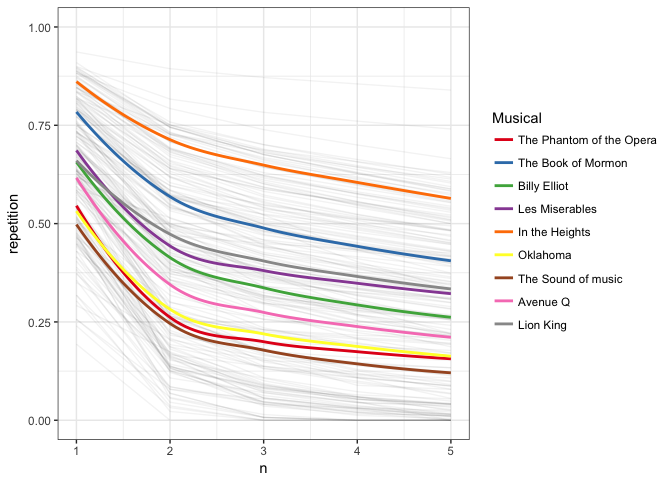 1.00
0.75
0.50
0.25
0.00
repetition
1 2 3 4 5
n
Musical
The Phantom of the Opera
The Book of Mormon
Billy Elliot
Les Miserables
In the Heights
Oklahoma
The Sound of music
Avenue Q
Lion King